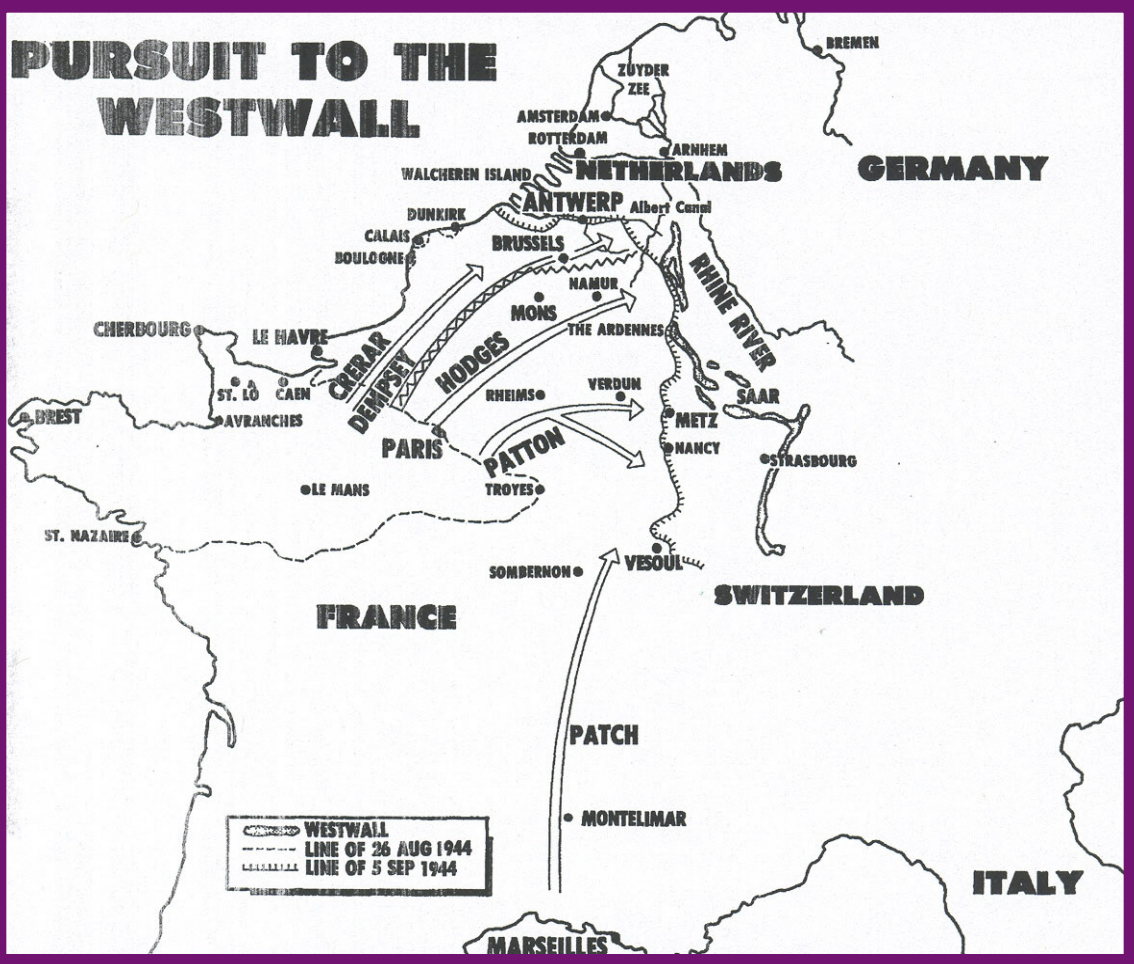 PURSUIT TO THE
WESTWALL
BREMEN
ZUYDER
ZEE
AMSTERDAM
ROTTERDAM
ARNHEM
NETHERLANDS
GERMANY
WALCHEREN ISLAND
ANTWERP
Albert Canal
DUNKIRK
CALAIS
BRUSSELS
BOULOGNE
RHINE RIVER
NAMUR
MONS
CHERBOURG
LE HAVRE
THE ARDENNES
CRERAR
DEMPSEY
HODGES
ST. LO
CAEN
RHEIMS
VERDUN
SAAR
BREST
AVRANCHES
METZ
PARIS
PATTON
NANCY
STRASBOURG
LE MANS
TROYES
ST. NAZAIRE
VESOUL
SOMBERNON
SWITZERLAND
FRANCE
PATCH
MONTELIMAR
WESTWALL
LINE OF 26 AUG 1944
LINE OF 5 SEP 1944
ITALY
MARSEILLES